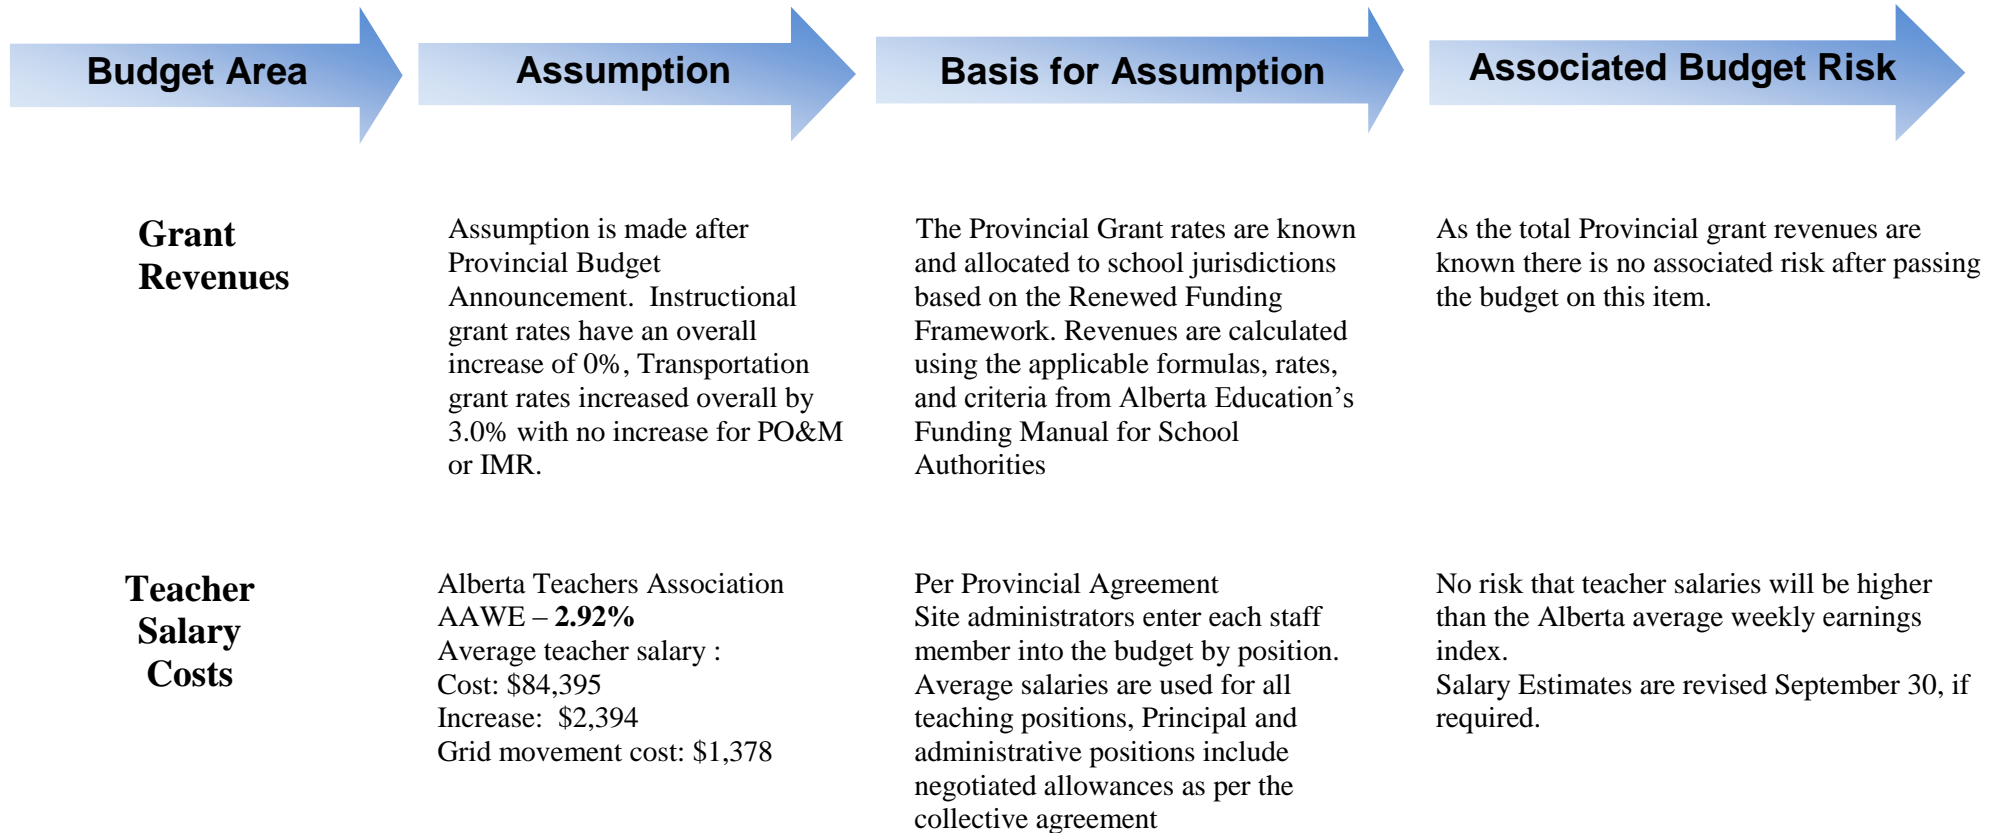 Budget Area
Assumption
Basis for Assumption
Associated Budget Risk
Grant
Revenues
Assumption is made after
Provincial Budget
Announcement.  Instructional
grant rates have an overall
increase of 0%, Transportation
grant rates increased overall by
3.0% with no increase for PO&M
or IMR.
The Provincial Grant rates are known
and allocated to school jurisdictions
based on the Renewed Funding
Framework. Revenues are calculated
using the applicable formulas, rates,
and criteria from Alberta Education’s
Funding Manual for School
Authorities
As the total Provincial grant revenues are
known there is no associated risk after passing
the budget on this item.
Teacher
Salary
Costs
Alberta Teachers Association
AAWE – 2.92%
Average teacher salary :
Cost: $84,395
Increase:  $2,394
Grid movement cost: $1,378
Per Provincial Agreement
Site administrators enter each staff
member into the budget by position.
Average salaries are used for all
teaching positions, Principal and
administrative positions include
negotiated allowances as per the
collective agreement
No risk that teacher salaries will be higher
than the Alberta average weekly earnings
index.
Salary Estimates are revised September 30, if
required.